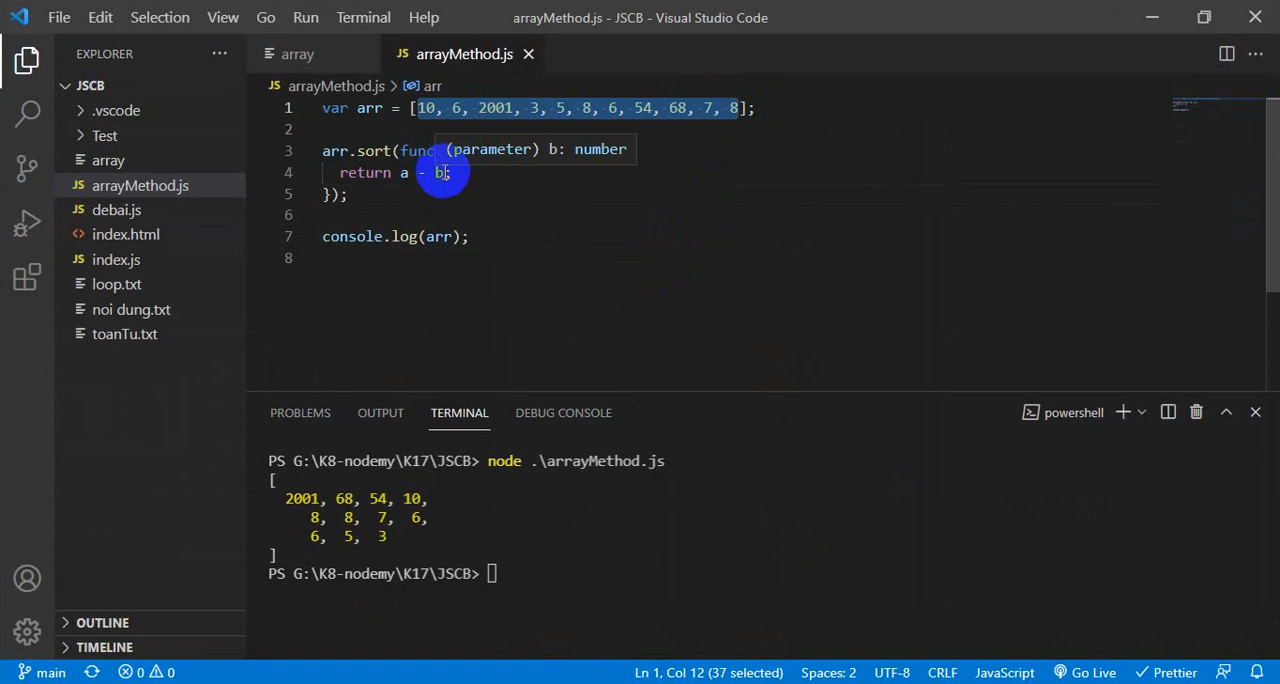 File Edit Selection View Go Run Terminal Help arrayMethod.js - JSCB - Visual Studio Code
EXPLORER
JSCB
.vscode
Test
array
arrayMethod.js
debai.js
index.html
index.js
loop.txt
noi dung.txt
toanTu.txt
OUTLINE
TIMELINE
array JS arrayMethod.js
JS arrayMethod.js > arr
1 var arr = [10, 6, 2001, 3, 5, 8, 6, 54, 68, 7, 8];
2
(parameter) b: number
3 arr.sort(func
4 return a - b;
5 });
6
7 console.log(arr);
8
PROBLEMS OUTPUT TERMINAL DEBUG CONSOLE powershell
PS G:\K8-nodemy\K17\JSCB> node .\arrayMethod.js
[
2001, 68, 54, 10,
8, 8, 7, 6,
6, 5, 3
]
PS G:\K8-nodemy\K17\JSCB>
main 0 0 Ln 1, Col 12 (37 selected) Spaces: 2 UTF-8 CRLF JavaScript Go Live Prettier